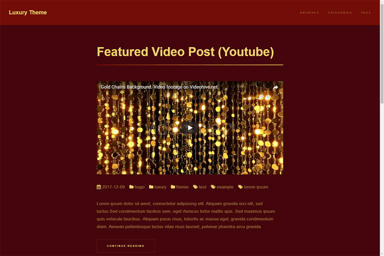 Luxury Theme
ARCHIVES CATEGORIES TAGS
Featured Video Post (Youtube)
Gold Chains Background. Video footage on Videohive.net
2017-12-09 hugo luxury theme test example lorem ipsum
Lorem ipsum dolor sit amet, consectetur adipiscing elit. Aliquam gravida orci elit, sed
luctus Sed condimentum facilisis sem, eget rhoncus tortor mattis quis. Sed maximus ipsum
quis vehicula faucibus. Aliquam purus risus, lobortis ac massa eget, gravida condimentum
diam. Aenean pellentesque luctus vitae risus laoreet, pulvinar pharetra arcu gravida.
CONTINUE READING